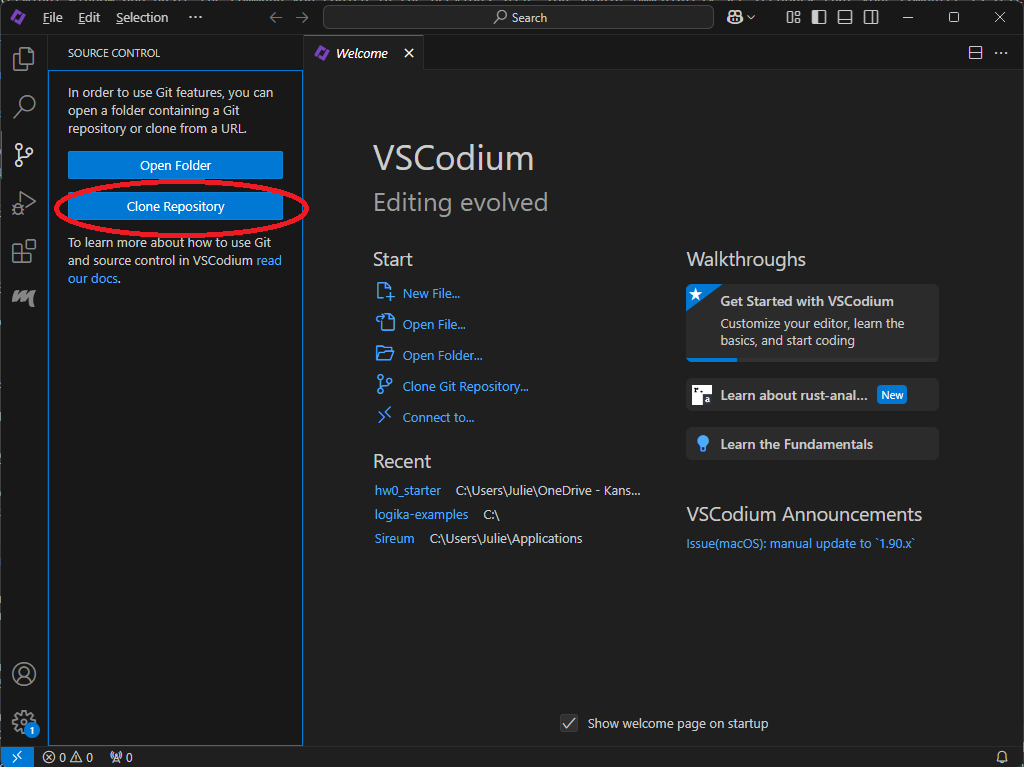 File Edit Selection ··· Search
SOURCE CONTROL
Welcome
In order to use Git features, you can
open a folder containing a Git
repository or clone from a URL.
Open Folder
Clone Repository
To learn more about how to use Git
and source control in VSCodium read
our docs.
VSCodium
Editing evolved
Start
New File...
Open File...
Open Folder...
Clone Git Repository...
Connect to...
Recent
hw0_starter C:\Users\Julie\OneDrive - Kans...
logika-examples C:\
Sireum C:\Users\Julie\Applications
Walkthroughs
Get Started with VSCodium
Customize your editor, learn the
basics, and start coding
r. a
Learn about rust-anal... New
Learn the Fundamentals
VSCodium Announcements
Issue(macOS): manual update to `1.90.x`
Show welcome page on startup
1
0 0 0